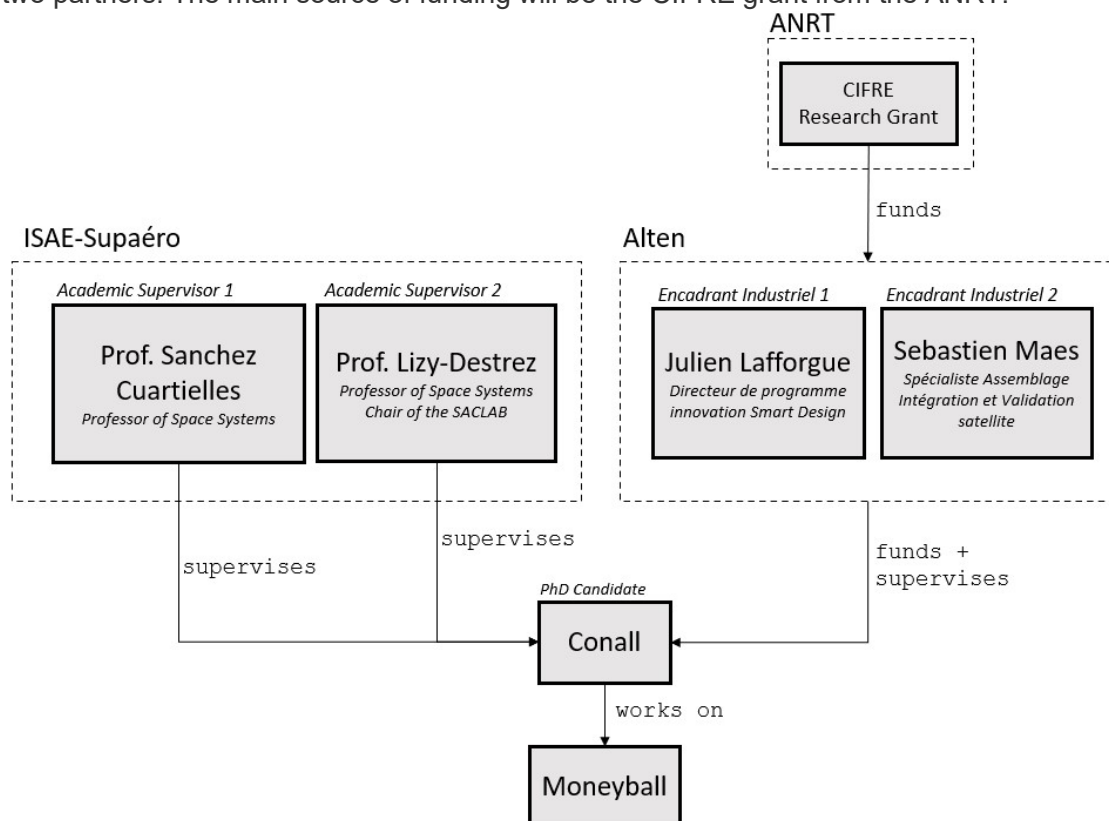 two partners. The main source of funding will be the CIFRE grant from the ANRT.
ANRT
CIFRE
Research Grant
funds
ISAE-Supaéro
Alten
Academic Supervisor 1
Academic Supervisor 2
Encadrant Industriel 1
Encadrant Industriel 2
Prof. Sanchez
Cuartielles
Professor of Space Systems
Prof. Lizy-Destrez
Professor of Space Systems
Chair of the SACLAB
Julien Lafforgue
Directeur de programme
innovation Smart Design
Sebastien Maes
Spécialiste Assemblage
Intégration et Validation
satellite
supervises
supervises
funds +
supervises
PhD Candidate
Conall
works on
Moneyball